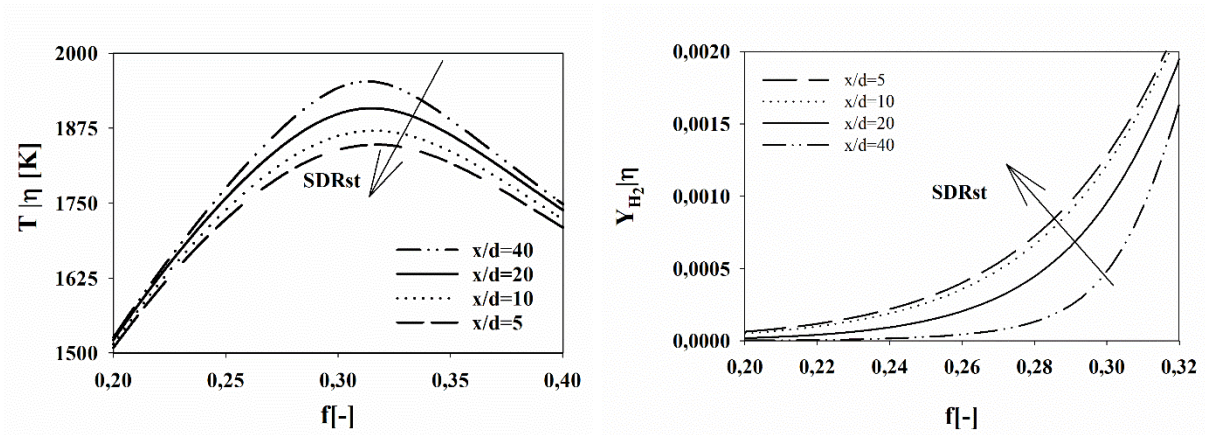 2000
1875
1750
1625
1500
T |η [K]
SDRst
x/d=40
x/d=20
x/d=10
x/d=5
0,20
0,25
0,30
0,35
0,40
f[-]
0,0020
0,0015
0,0010
0,0005
0,0000
Y_H2|η
x/d=5
x/d=10
x/d=20
x/d=40
SDRst
0,20
0,22
0,24
0,26
0,28
0,30
0,32
f[-]